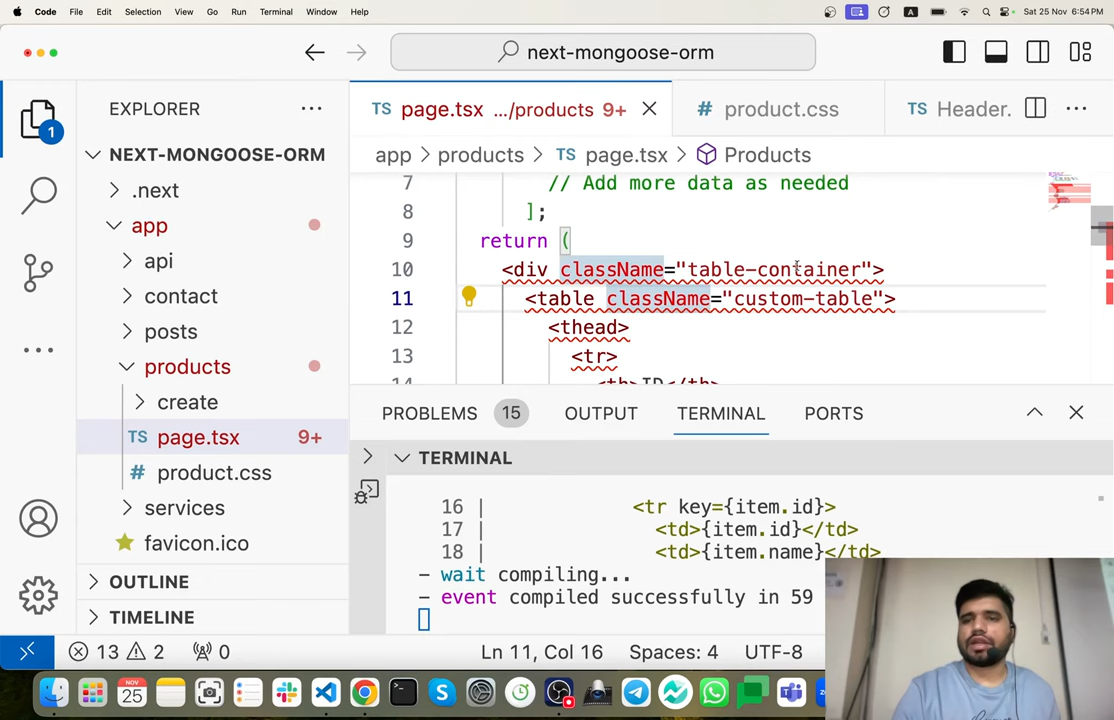 Code File Edit Selection View Go Run Terminal Window Help A Sat 25 Nov 6:54 PM
next-mongoose-orm
EXPLORER
TS page.tsx .../products 9+
# product.css
TS Header.
1
NEXT-MONGOOSE-ORM
app > products > TS page.tsx > Products
.next
app
api
contact
posts
products
create
TS page.tsx 9+
# product.css
services
favicon.ico
OUTLINE
TIMELINE
7 // Add more data as needed
8 ];
9 return (
10 <div className="table-container">
11 <table className="custom-table">
12 <thead>
13 <tr>
14 <th>ID</th>
PROBLEMS 15 OUTPUT TERMINAL PORTS
TERMINAL
16 | <tr key={item.id}>
17 | <td>{item.id}</td>
18 | <td>{item.name}</td>
- wait compiling...
- event compiled successfully in 59
13 2 0 Ln 11, Col 16 Spaces: 4 UTF-8
NOV
25